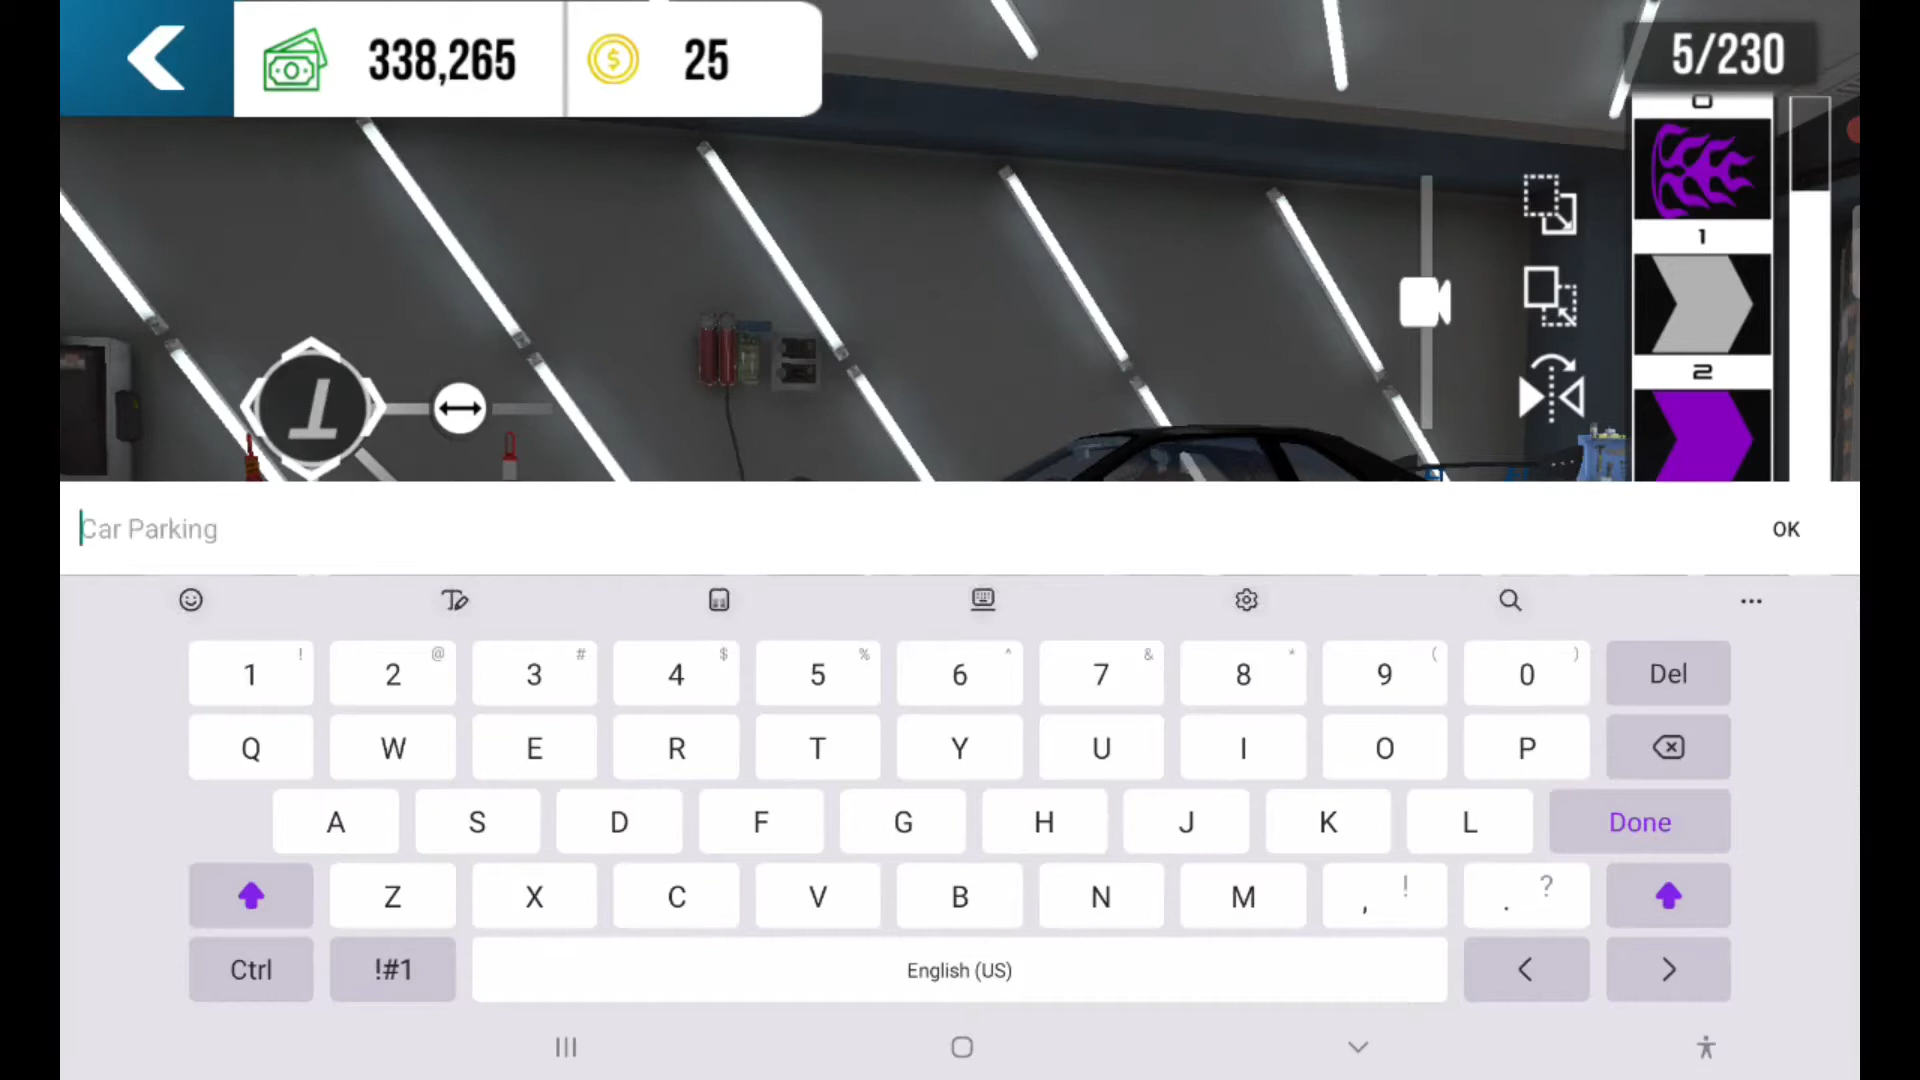 338,265
25
5/230
0
1
2
T
Car Parking
OK
1 ! 2 @ 3 # 4 $ 5 % 6 ^ 7 & 8 * 9 ( 0 ) Del
Q W E R T Y U I O P
A S D F G H J K L Done
Z X C V B N M , ! . ?
Ctrl !#1 English (US) < >